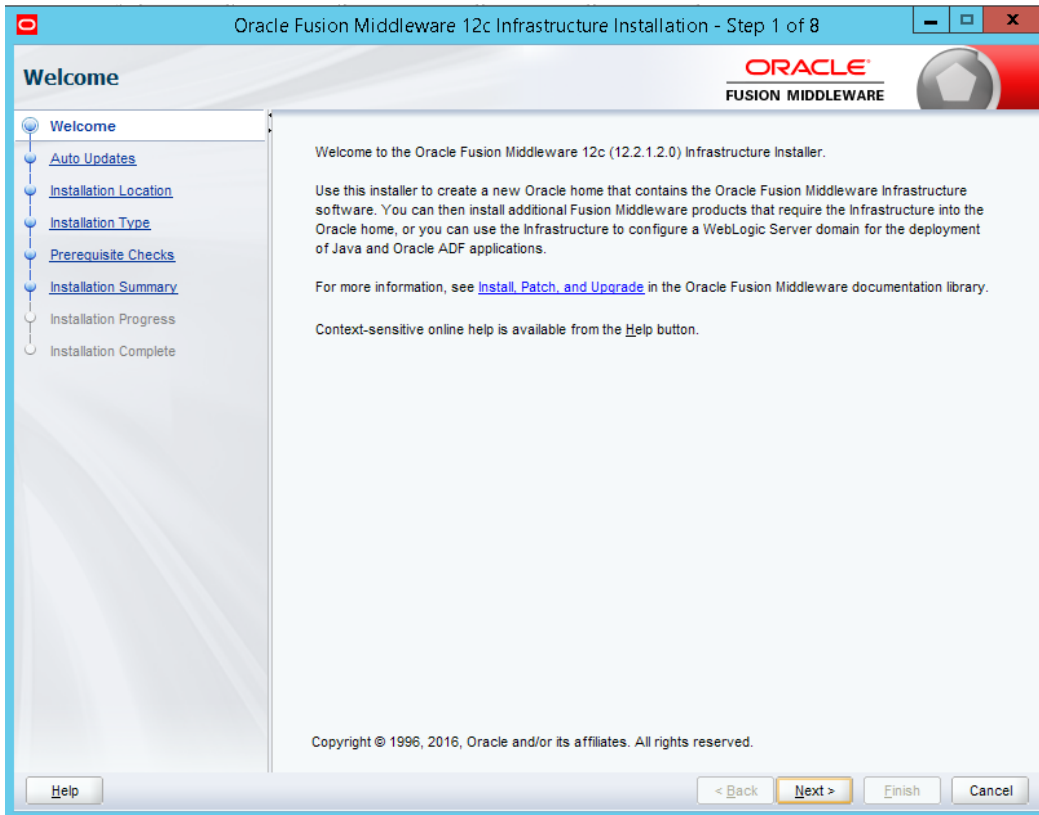 Oracle Fusion Middleware 12c Infrastructure Installation - Step 1 of 8
Welcome
ORACLE
FUSION MIDDLEWARE
Welcome
Auto Updates
Installation Location
Installation Type
Prerequisite Checks
Installation Summary
Installation Progress
Installation Complete
Welcome to the Oracle Fusion Middleware 12c (12.2.1.2.0) Infrastructure Installer.
Use this installer to create a new Oracle home that contains the Oracle Fusion Middleware Infrastructure
software. You can then install additional Fusion Middleware products that require the Infrastructure into the
Oracle home, or you can use the Infrastructure to configure a WebLogic Server domain for the deployment
of Java and Oracle ADF applications.
For more information, see Install, Patch, and Upgrade in the Oracle Fusion Middleware documentation library.
Context-sensitive online help is available from the Help button.
Copyright © 1996, 2016, Oracle and/or its affiliates. All rights reserved.
Help
< Back
Next >
Finish
Cancel